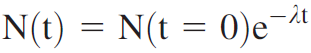 N(t) = N(t = 0)e^{-λt}